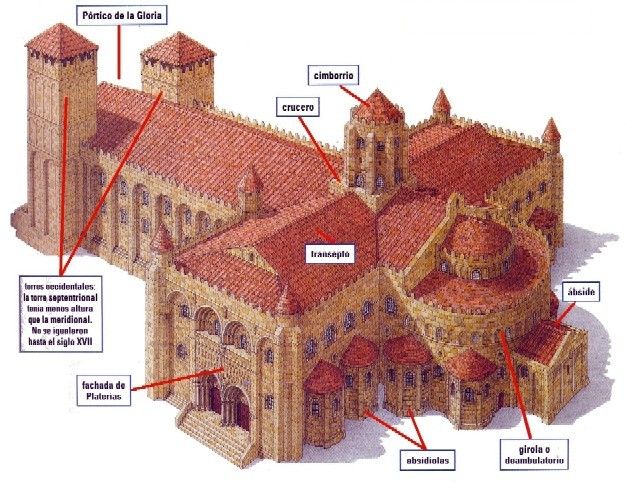 Pórtico de la Gloria
cimborrio
crucero
transepto
torres occidentales:
la torre septentrional
tenía menos altura
que la meridional.
No se igualaron
hasta el siglo XVII
ábside
fachada de
Platerías
absidiolas
girola o
deambulatorio